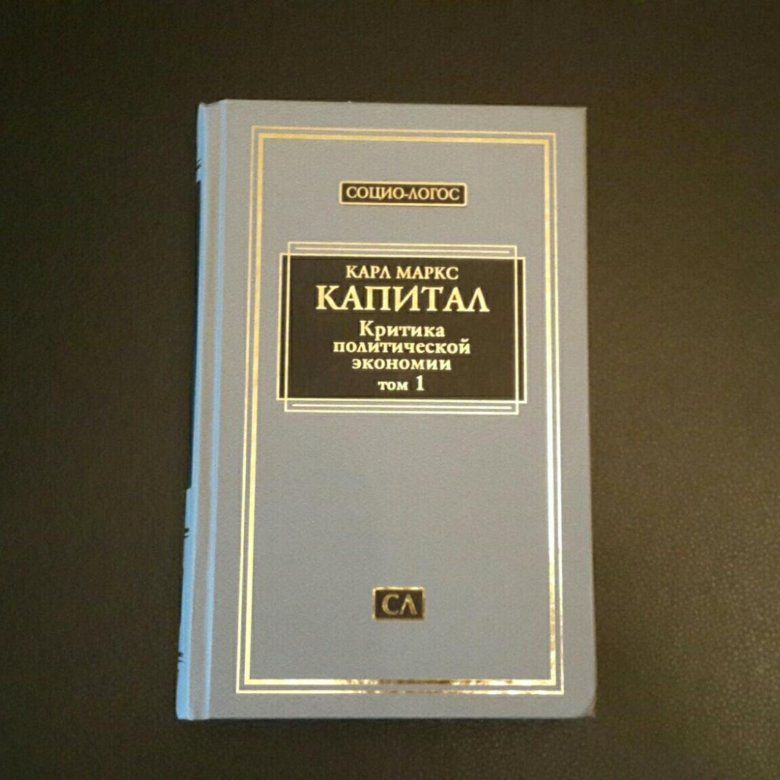 СОЦИО-ЛОГОС
КАРЛ МАРКС
КАПИТАЛ
Критика
политической
экономии
том 1
СЛ